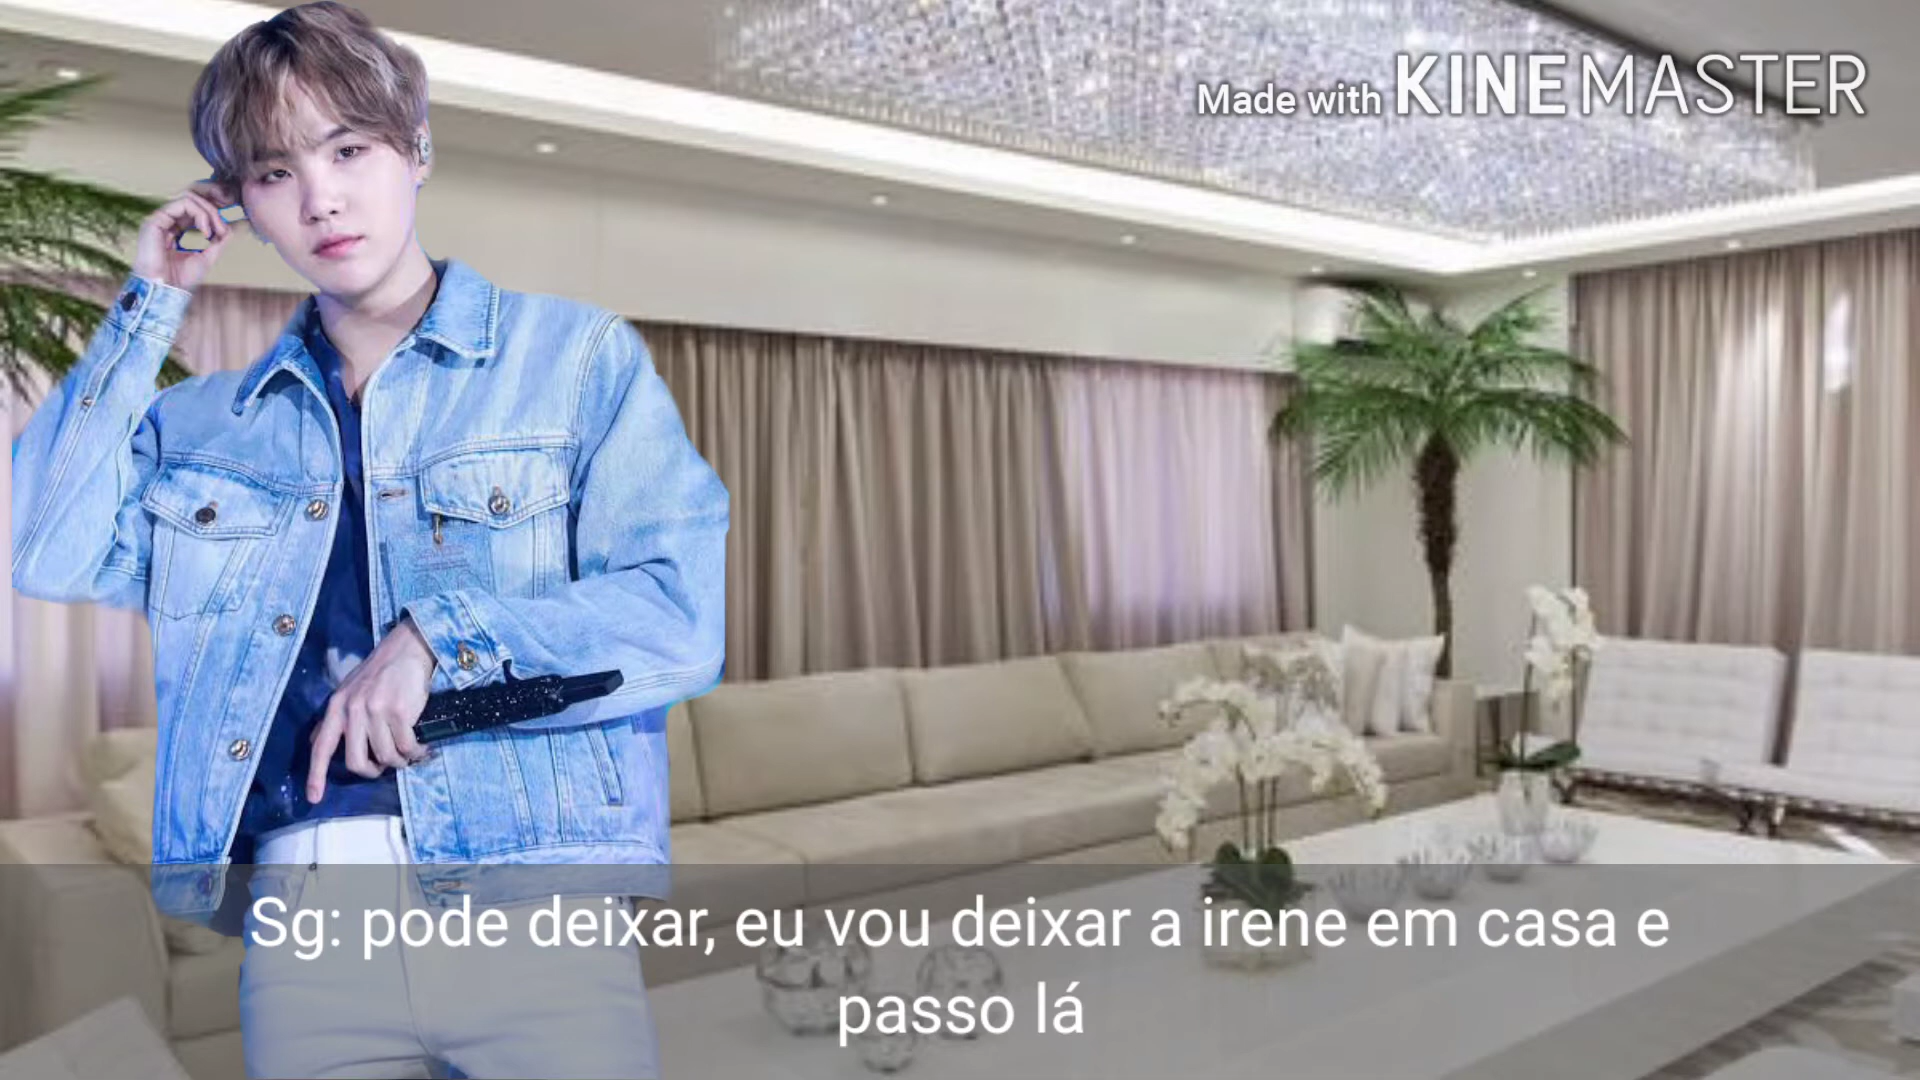 Made with KINEMASTER
Sg: pode deixar, eu vou deixar a irene em casa e
passo lá